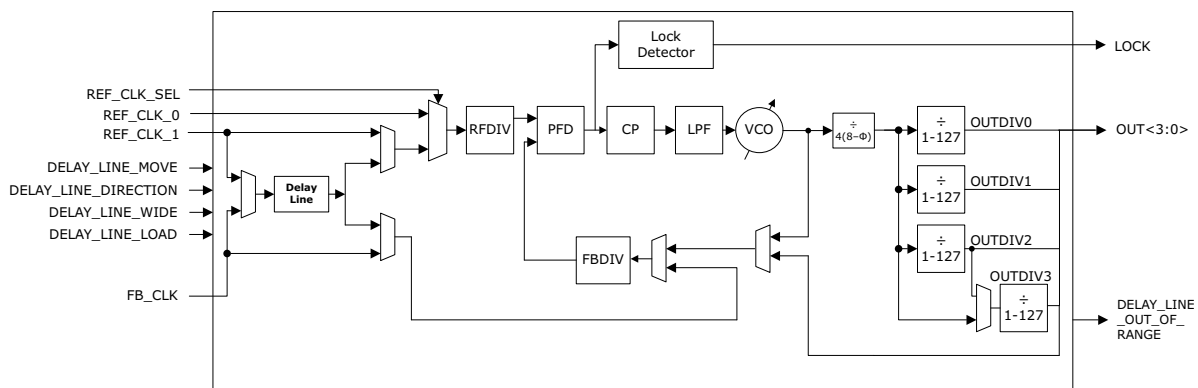 Lock
Detector
LOCK
REF_CLK_SEL
REF_CLK_0
REF_CLK_1
RFDIV
PFD
CP
LPF
VCO
÷
4(8–Φ)
÷
1-127
OUTDIV0
OUT<3:0>
DELAY_LINE_MOVE
DELAY_LINE_DIRECTION
DELAY_LINE_WIDE
DELAY_LINE_LOAD
Delay
Line
÷
1-127
OUTDIV1
FBDIV
÷
1-127
OUTDIV2
OUTDIV3
÷
1-127
FB_CLK
DELAY_LINE
_OUT_OF_
RANGE